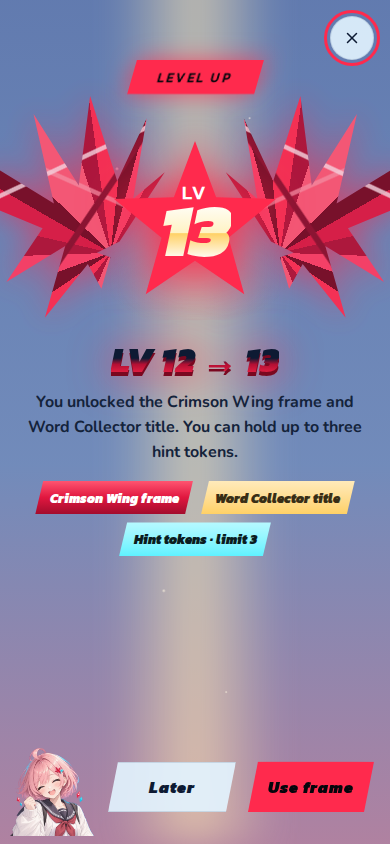 LEVEL UP
LV
13
LV 12 → 13
You unlocked the Crimson Wing frame and
Word Collector title. You can hold up to three
hint tokens.
Crimson Wing frame
Word Collector title
Hint tokens · limit 3
Later
Use frame